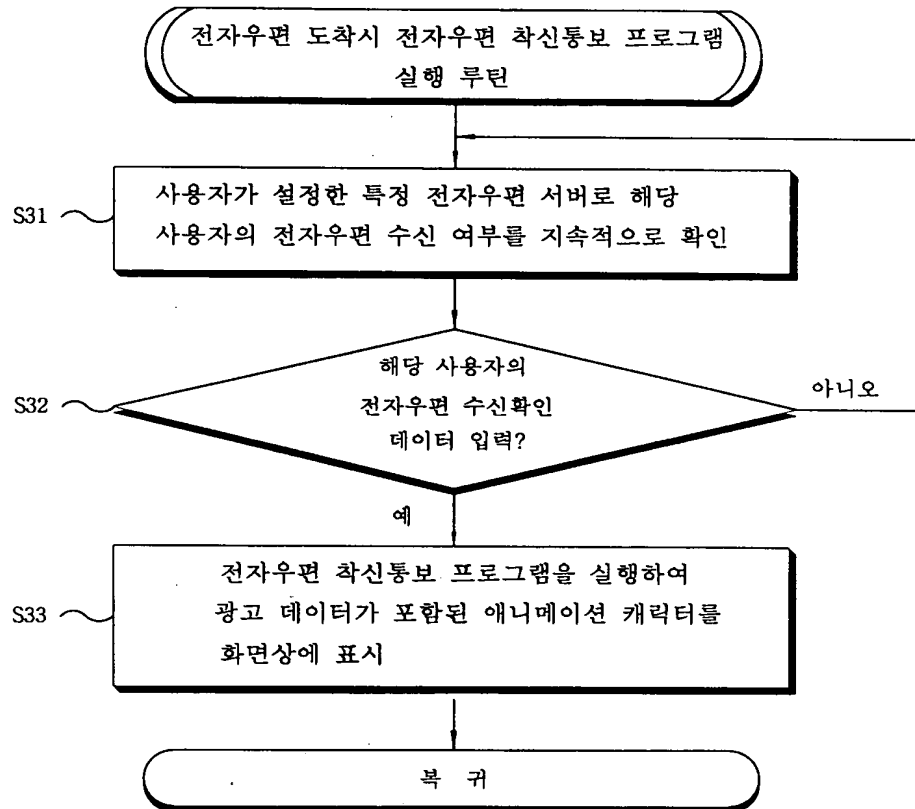 전자우편 도착시 전자우편 착신통보 프로그램
실행 루틴
S31
사용자가 설정한 특정 전자우편 서버로 해당
사용자의 전자우편 수신 여부를 지속적으로 확인
S32
해당 사용자의
전자우편 수신확인
데이터 입력?
아니오
예
S33
전자우편 착신통보 프로그램을 실행하여
광고 데이터가 포함된 애니메이션 캐릭터를
화면상에 표시
복 귀